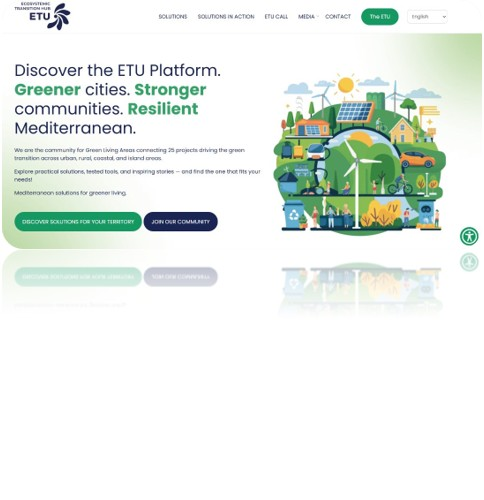 ECOSYSTEMIC
TRANSITION HUB
ETU
SOLUTIONS
SOLUTIONS IN ACTION
ETU CALL
MEDIA
CONTACT
The ETU
English
Discover the ETU Platform.
Greener cities. Stronger
communities. Resilient
Mediterranean.
We are the community for Green Living Areas connecting 25 projects driving the green
transition across urban, rural, coastal, and island areas.
Explore practical solutions, tested tools, and inspiring stories — and find the one that fits your
needs!
Mediterranean solutions for greener living.
DISCOVER SOLUTIONS FOR YOUR TERRITORY
JOIN OUR COMMUNITY